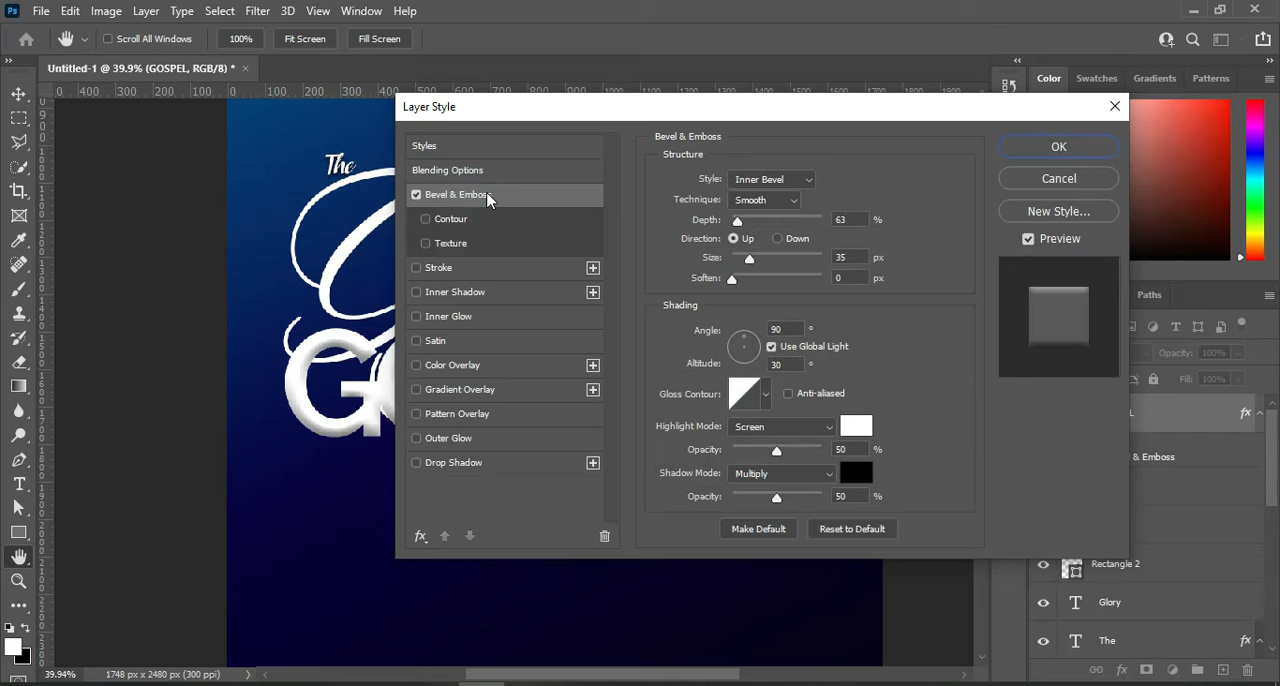 Ps File Edit Image Layer Type Select Filter 3D View Window Help
Scroll All Windows 100% Fit Screen Fill Screen
Untitled-1 @ 39.9% (GOSPEL, RGB/8) * ×
Color Swatches Gradients Patterns
The
Layer Style
Styles
Blending Options
Bevel & Emboss
Contour
Texture
Stroke
Inner Shadow
Inner Glow
Satin
Color Overlay
Gradient Overlay
Pattern Overlay
Outer Glow
Drop Shadow
fx
Bevel & Emboss
Structure
Style: Inner Bevel
Technique: Smooth
Depth: 63 %
Direction: Up Down
Size: 35 px
Soften: 0 px
Shading
Angle: 90 °
Use Global Light
Altitude: 30 °
Gloss Contour: Anti-aliased
Highlight Mode: Screen
Opacity: 50 %
Shadow Mode: Multiply
Opacity: 50 %
Make Default Reset to Default
OK
Cancel
New Style...
Preview
Paths
Opacity: 100%
Fill: 100%
L fx
& Emboss
Rectangle 2
T Glory
T The fx
39.94% 1748 px x 2480 px (300 ppi)